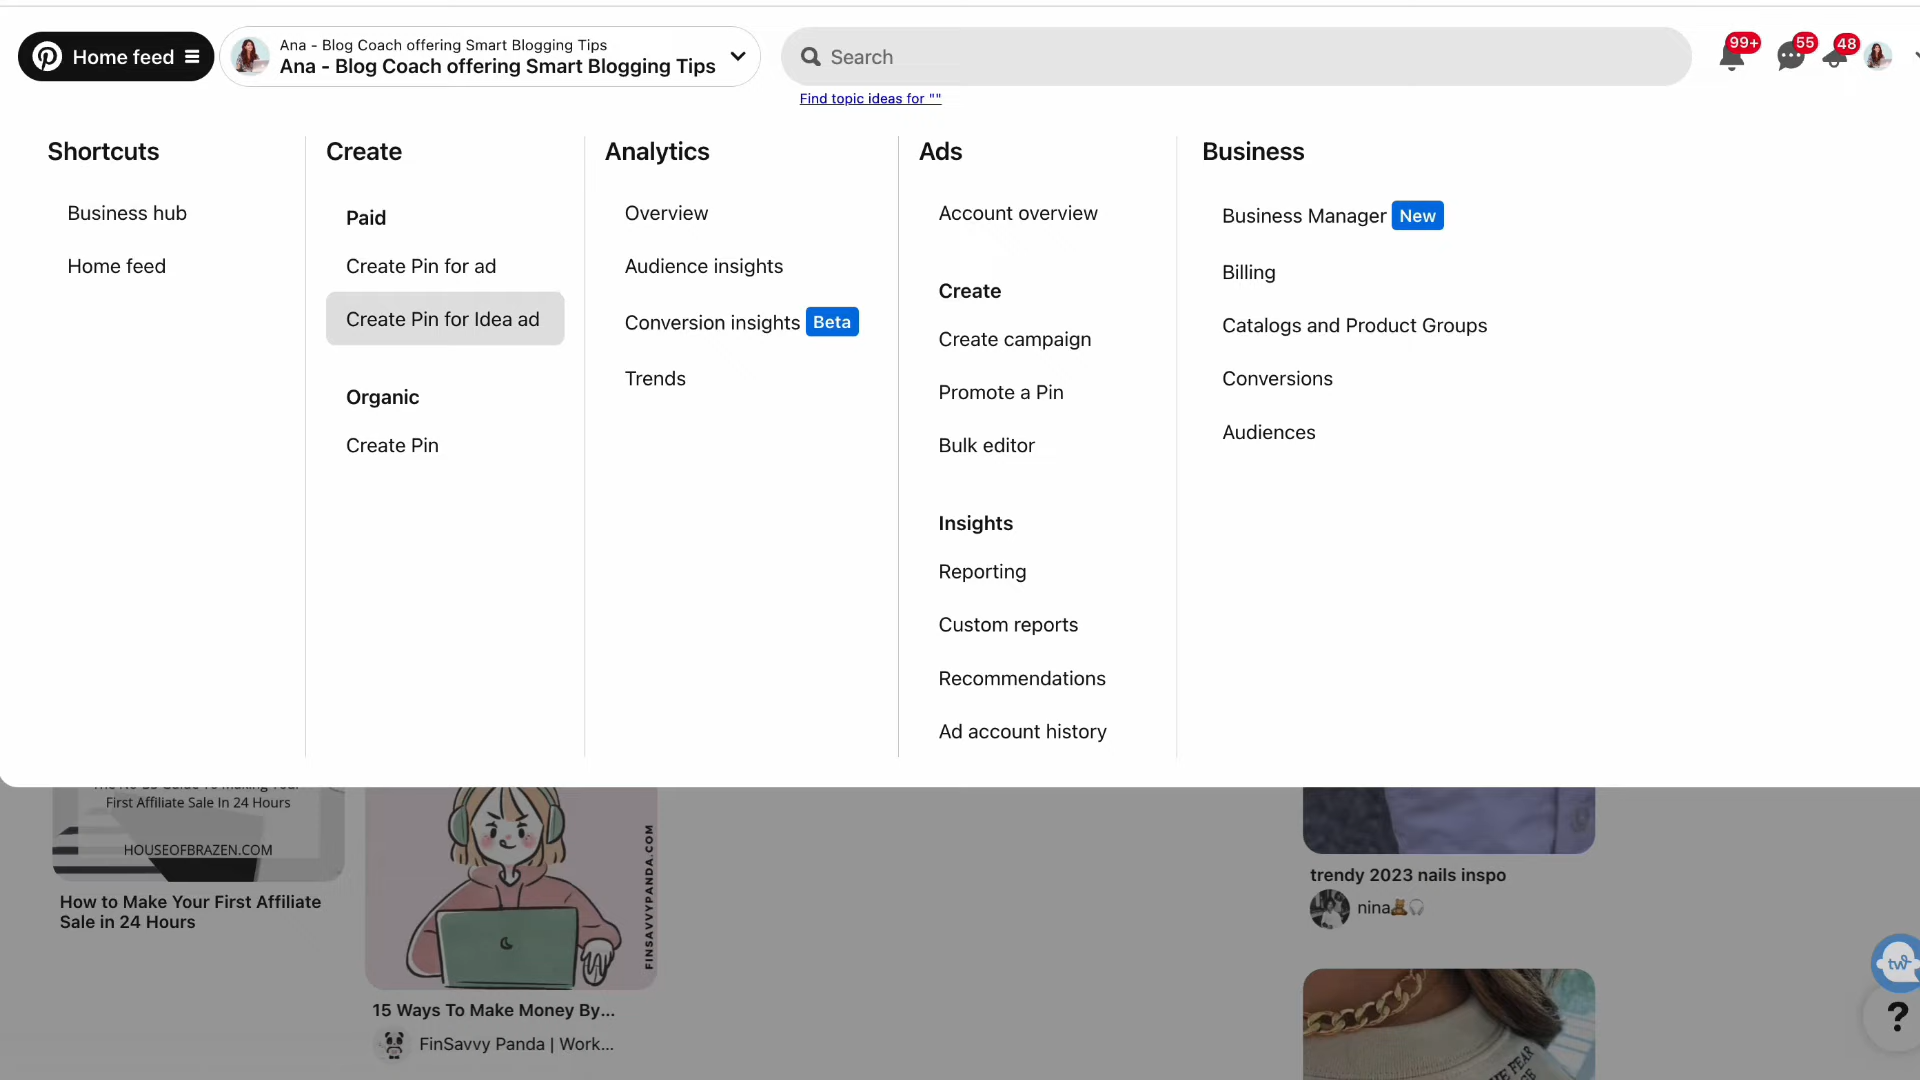 Home feed
Ana - Blog Coach offering Smart Blogging Tips
Ana - Blog Coach offering Smart Blogging Tips
Search
99+
55
48
Find topic ideas for ""
Shortcuts
Business hub
Home feed
Create
Paid
Create Pin for ad
Create Pin for Idea ad
Organic
Create Pin
Analytics
Overview
Audience insights
Conversion insights Beta
Trends
Ads
Account overview
Create
Create campaign
Promote a Pin
Bulk editor
Insights
Reporting
Custom reports
Recommendations
Ad account history
Business
Business Manager New
Billing
Catalogs and Product Groups
Conversions
Audiences
First Affiliate Sale In 24 Hours
HOUSEOFBRAZEN.COM
How to Make Your First Affiliate
Sale in 24 Hours
FINSAVVYPANDA.COM
15 Ways To Make Money By...
FinSavvy Panda | Work...
trendy 2023 nails inspo
nina🧸🎧
FEAR
tw
?